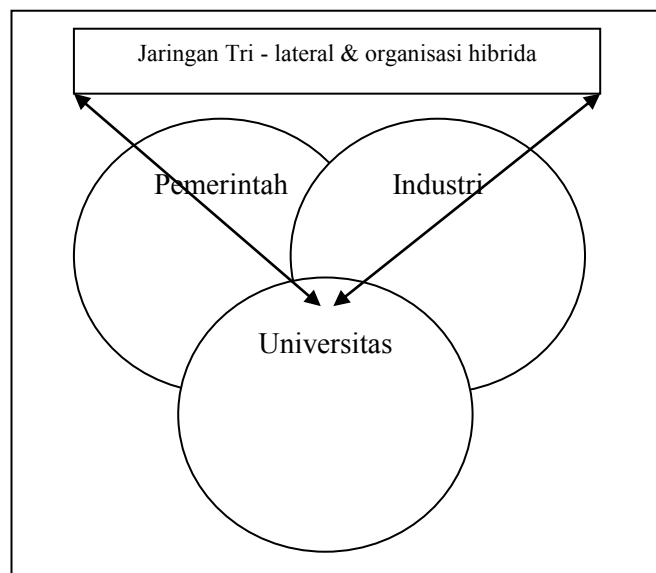 Jaringan Tri - lateral & organisasi hibrida
Pemerintah
Industri
Universitas